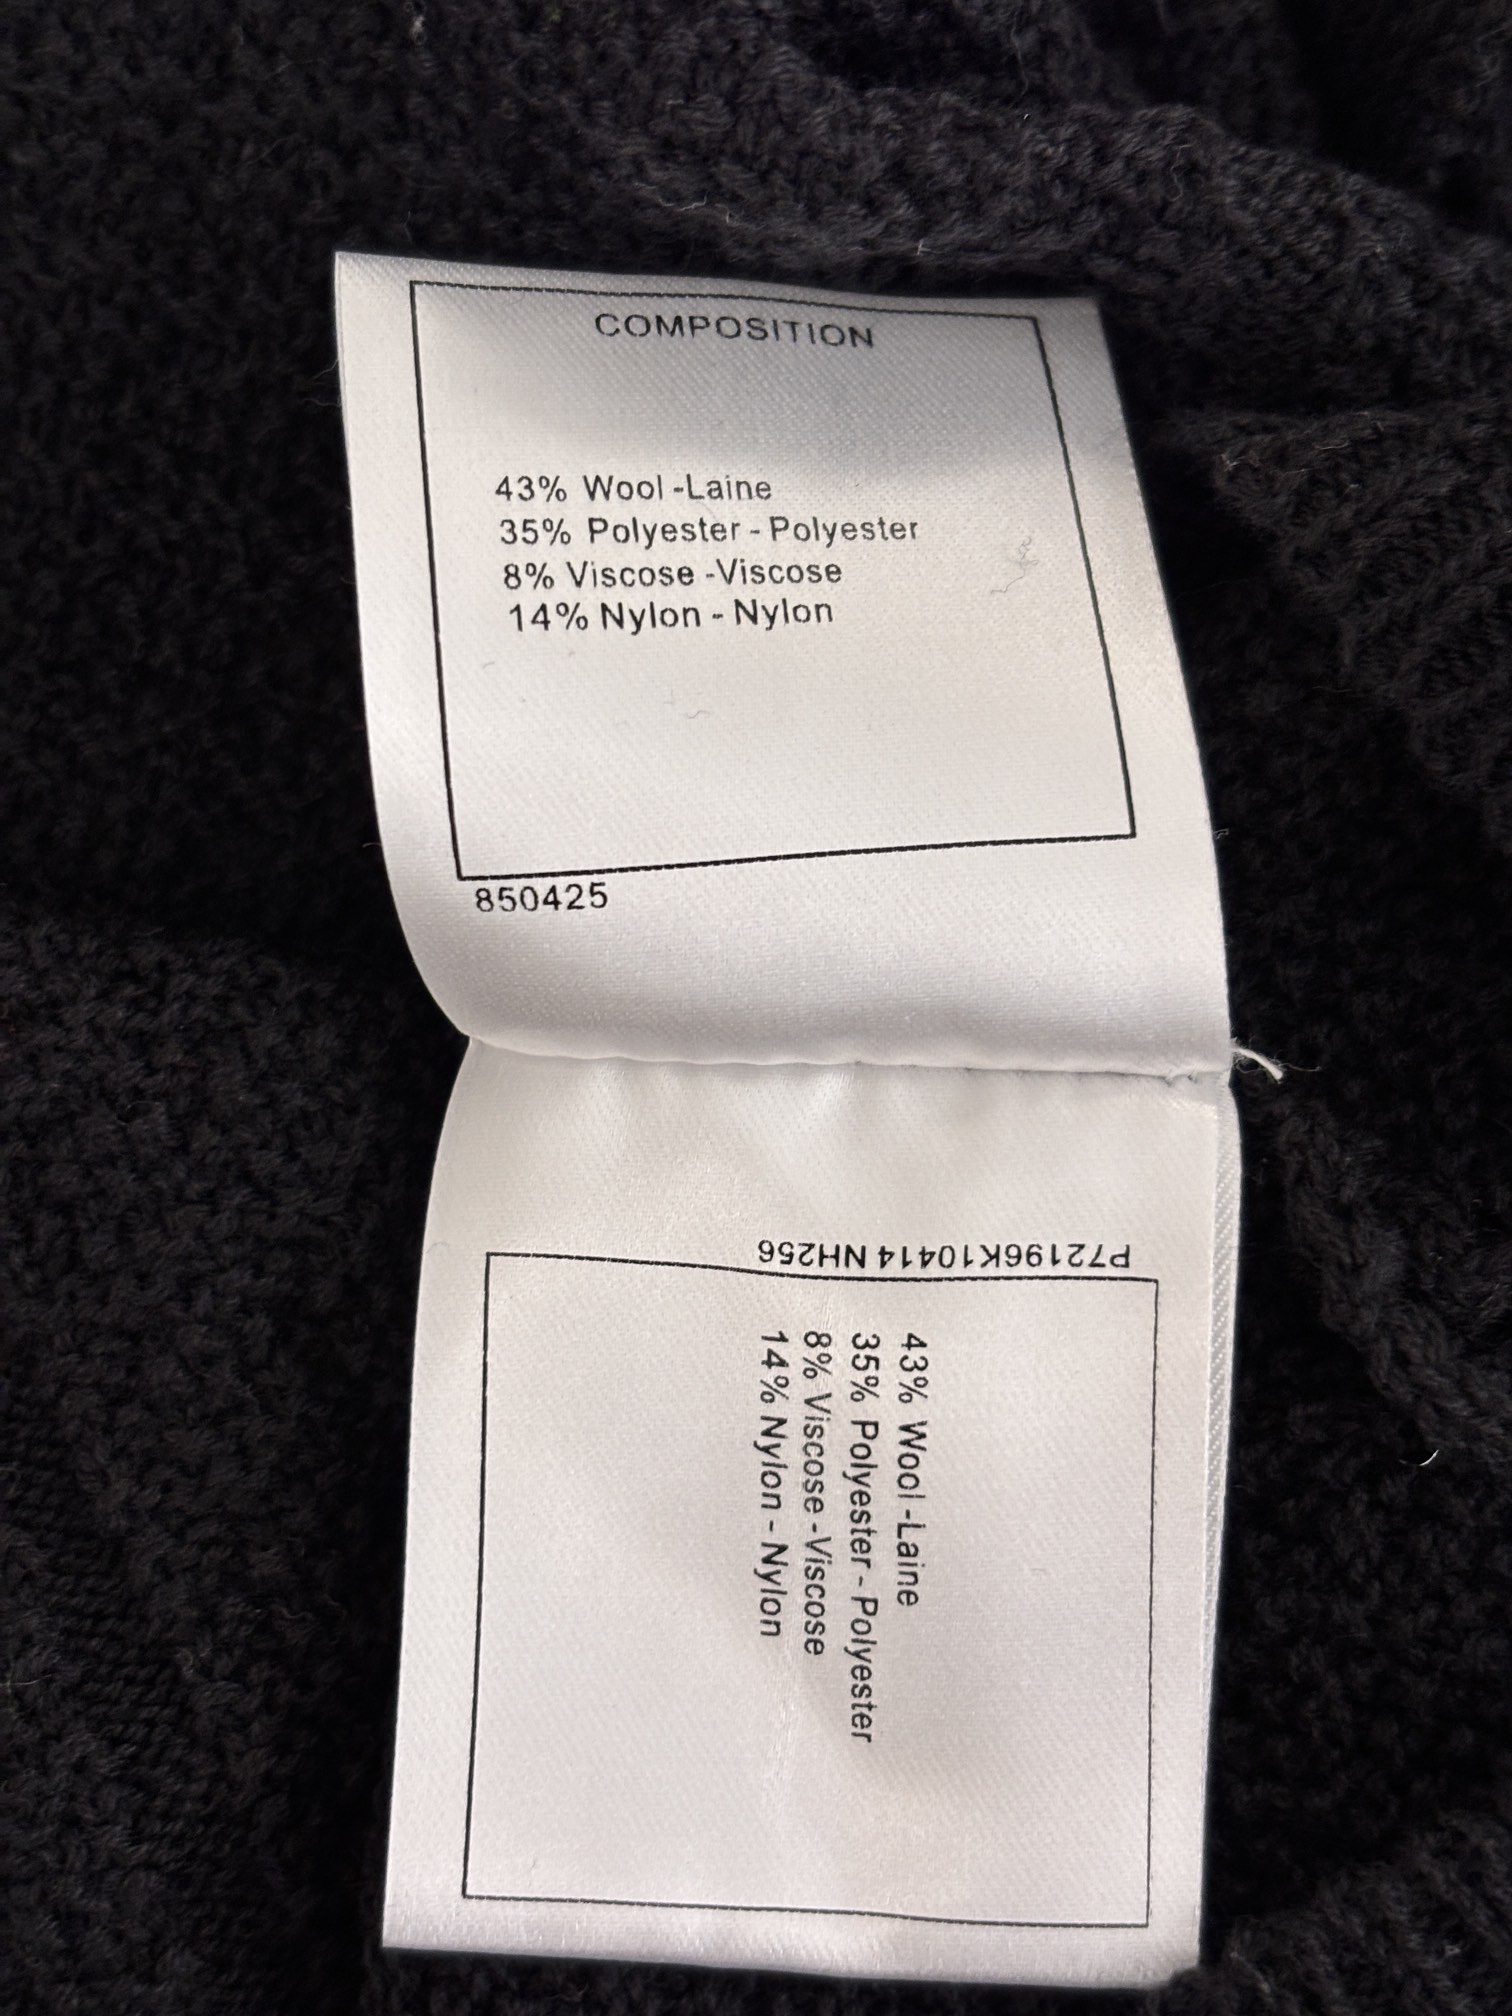 COMPOSITION
43% Wool -Laine
35% Polyester - Polyester
8% Viscose -Viscose
14% Nylon - Nylon
850425
P72196K10414 NH256
43% Wool -Laine
35% Polyester - Polyester
8% Viscose -Viscose
14% Nylon - Nylon